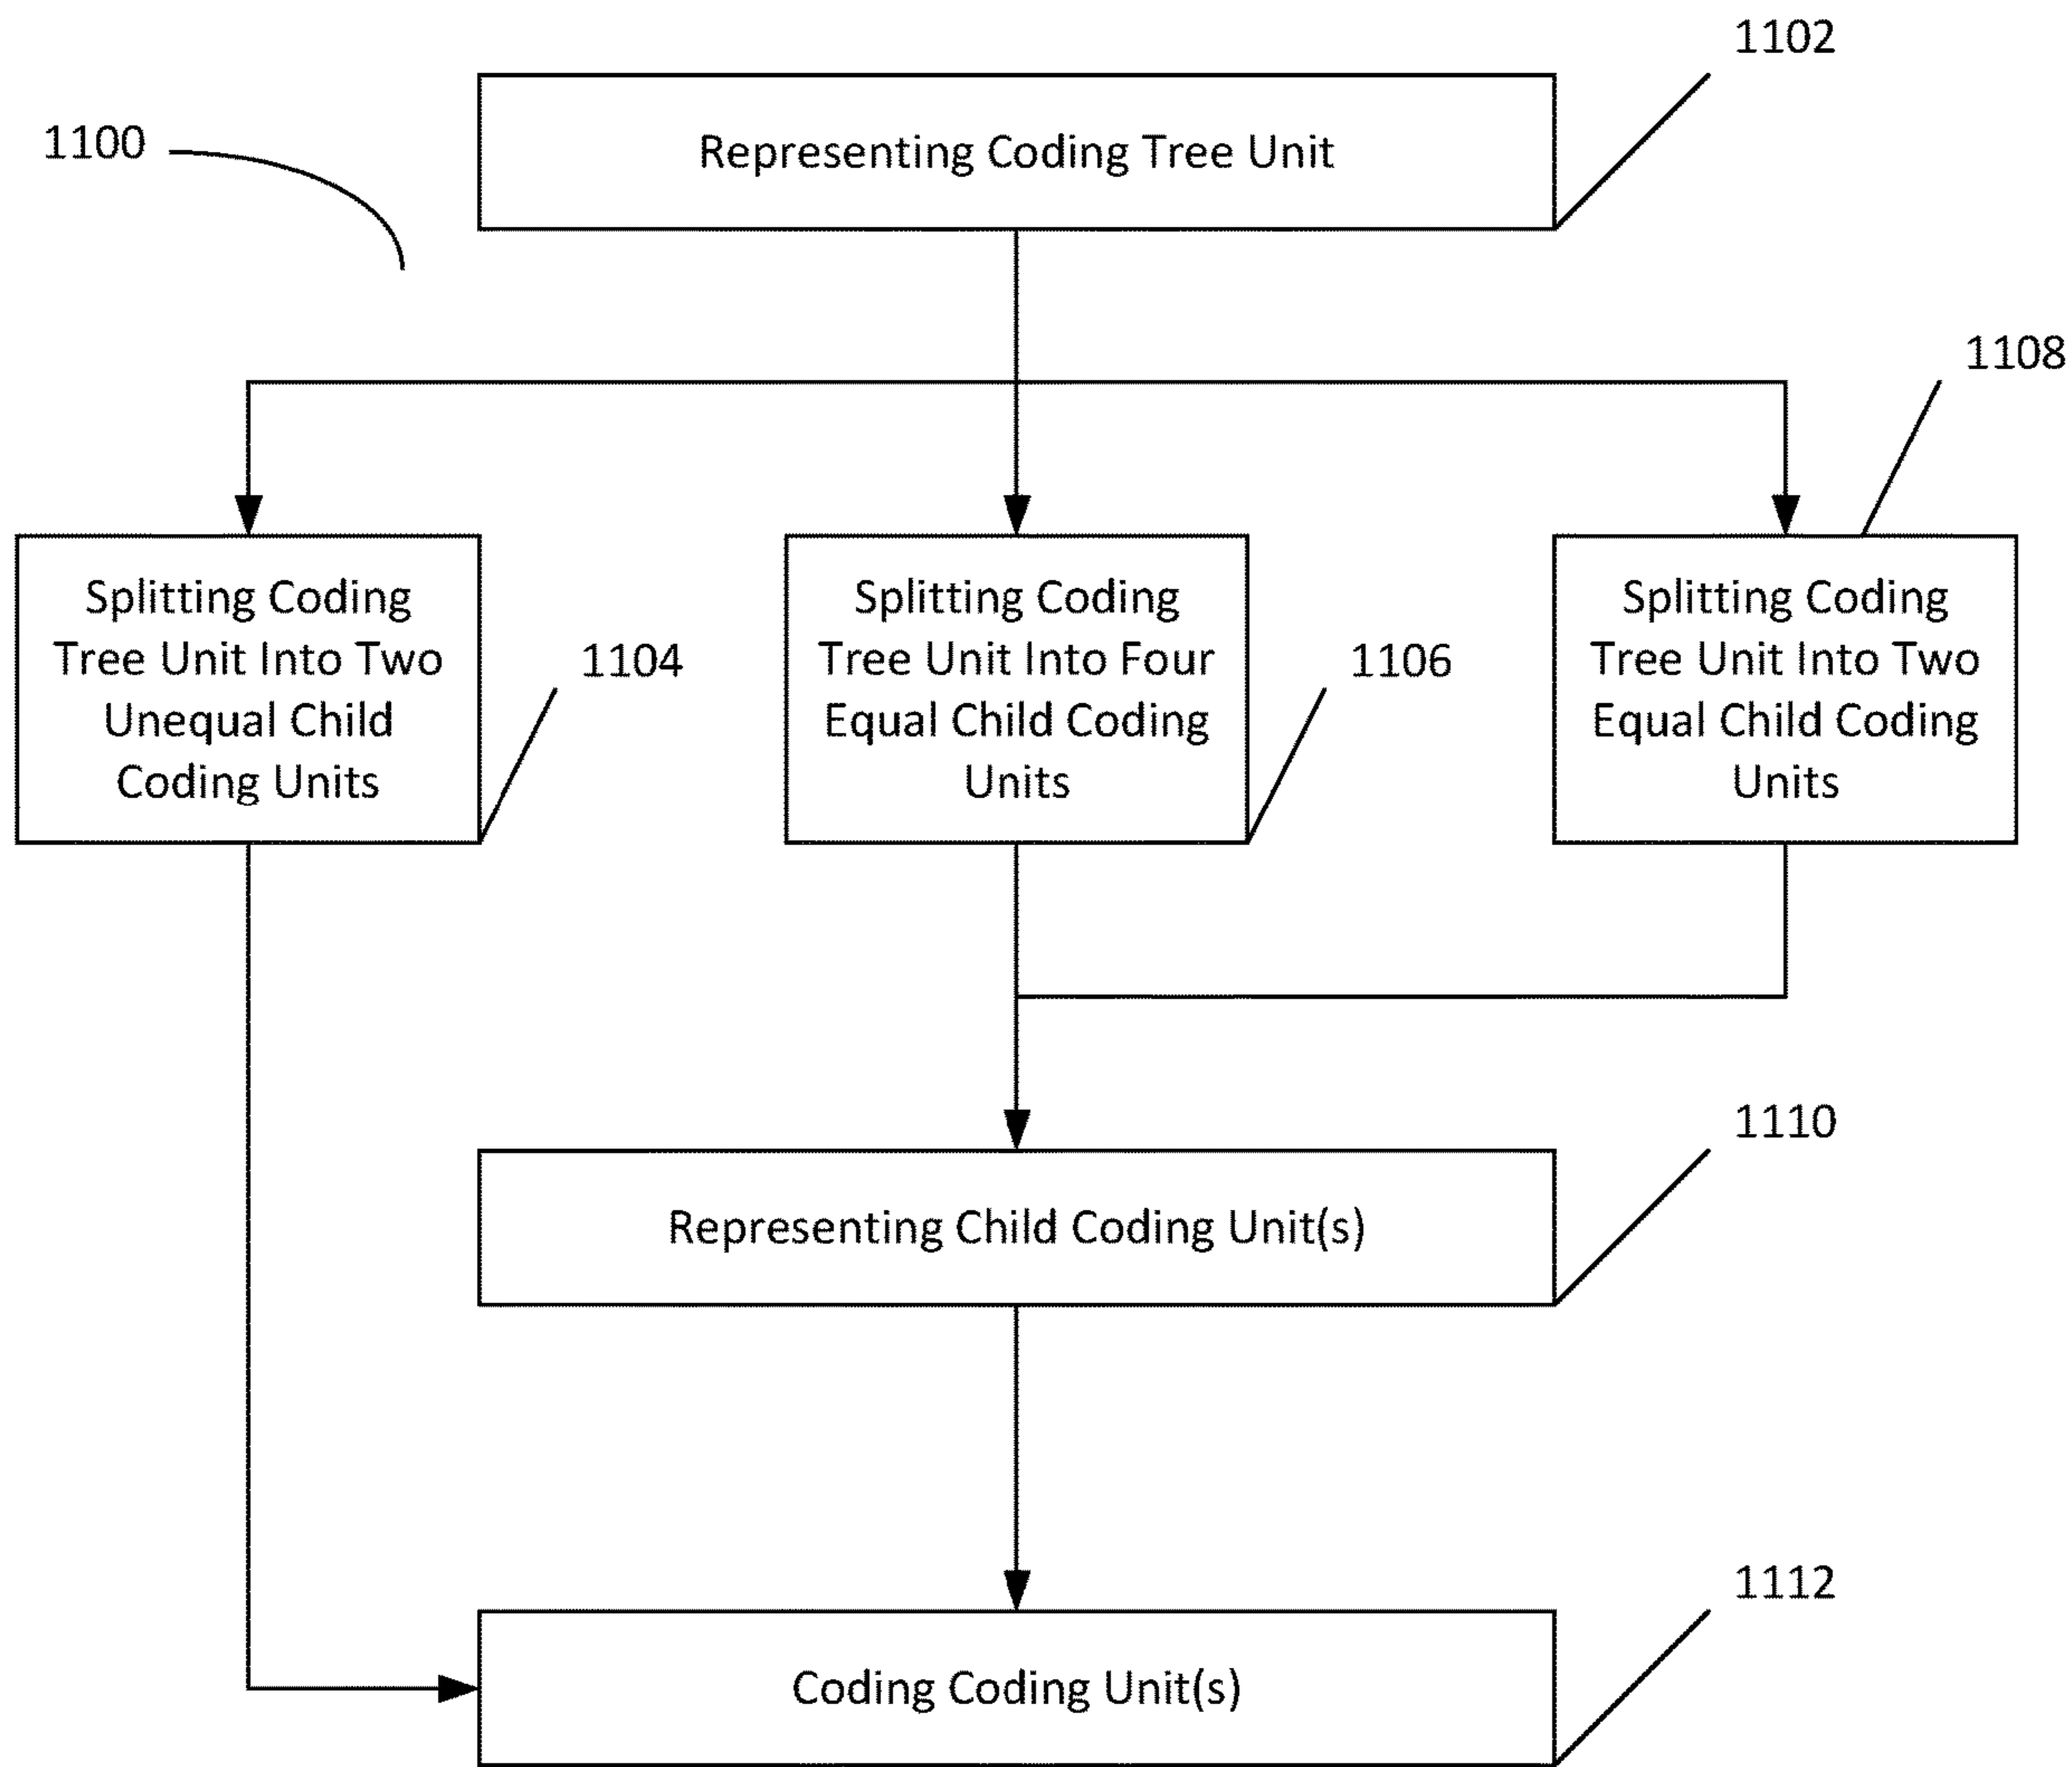 1102
Representing Coding Tree Unit
1100
1108
Splitting Coding
Tree Unit Into Two
Unequal Child
Coding Units
1104
Splitting Coding
Tree Unit Into Four
Equal Child Coding
Units
1106
Splitting Coding
Tree Unit Into Two
Equal Child Coding
Units
1110
Representing Child Coding Unit(s)
1112
Coding Coding Unit(s)